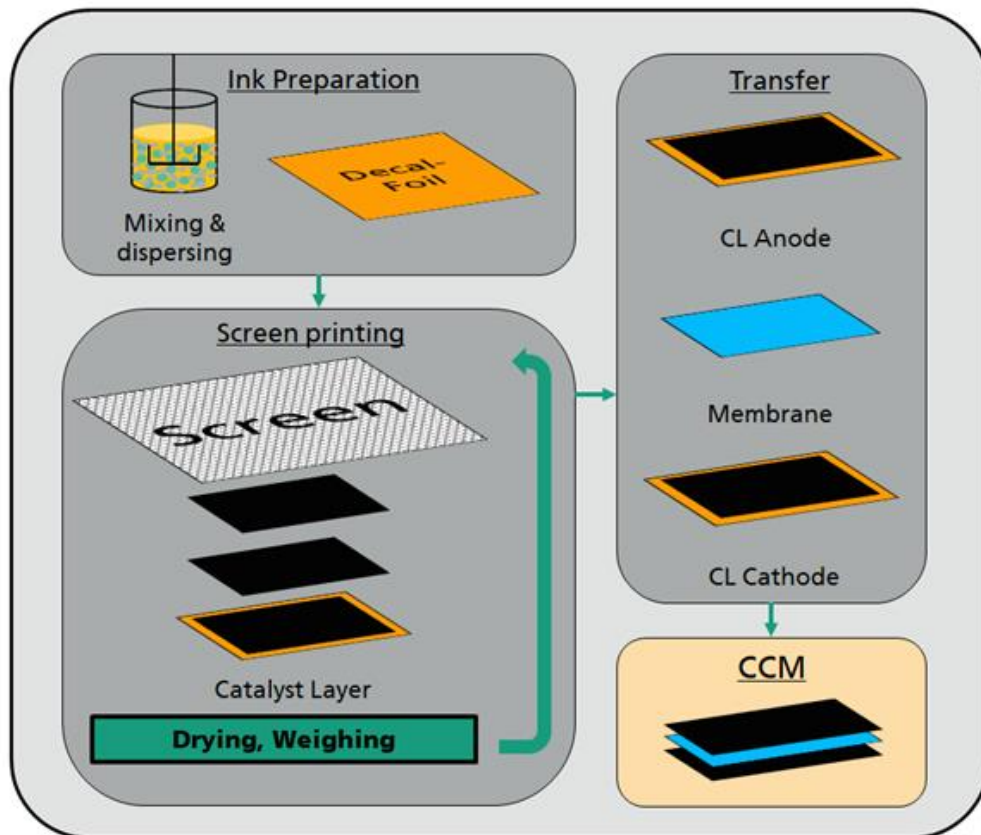 Ink Preparation
Decal-
Foil
Mixing &
dispersing
Screen printing
Screen
Catalyst Layer
Drying, Weighing
Transfer
CL Anode
Membrane
CL Cathode
CCM